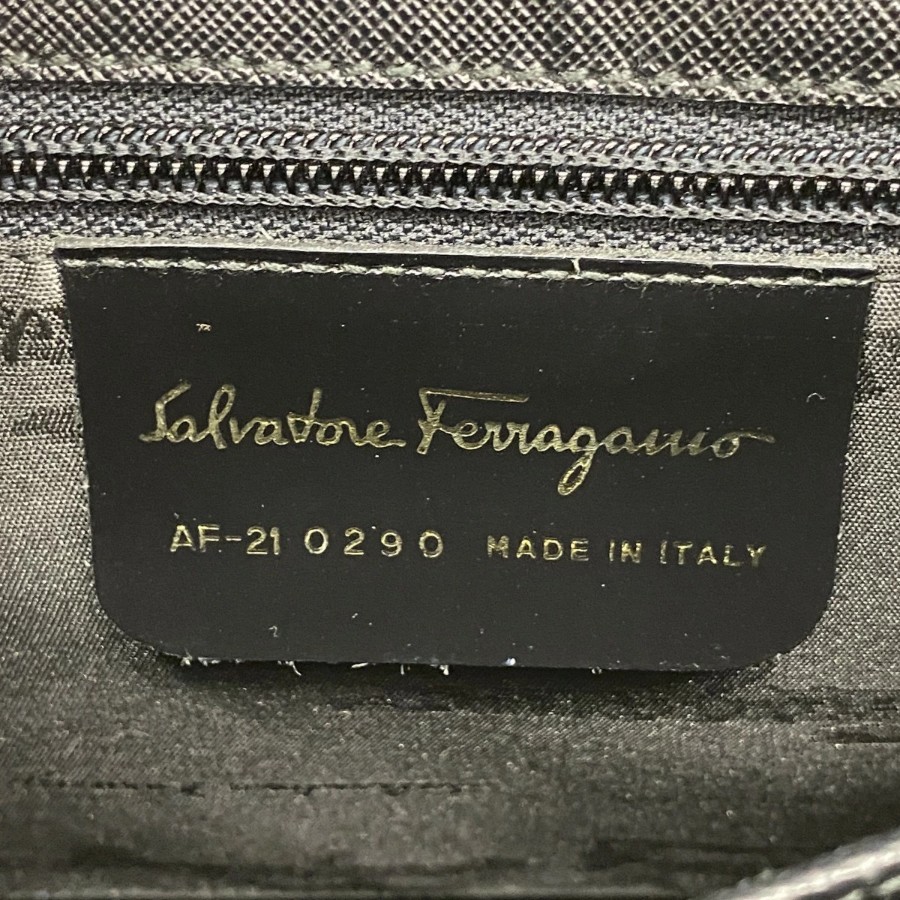 Salvatore Ferragamo
AF-21 0290 MADE IN ITALY